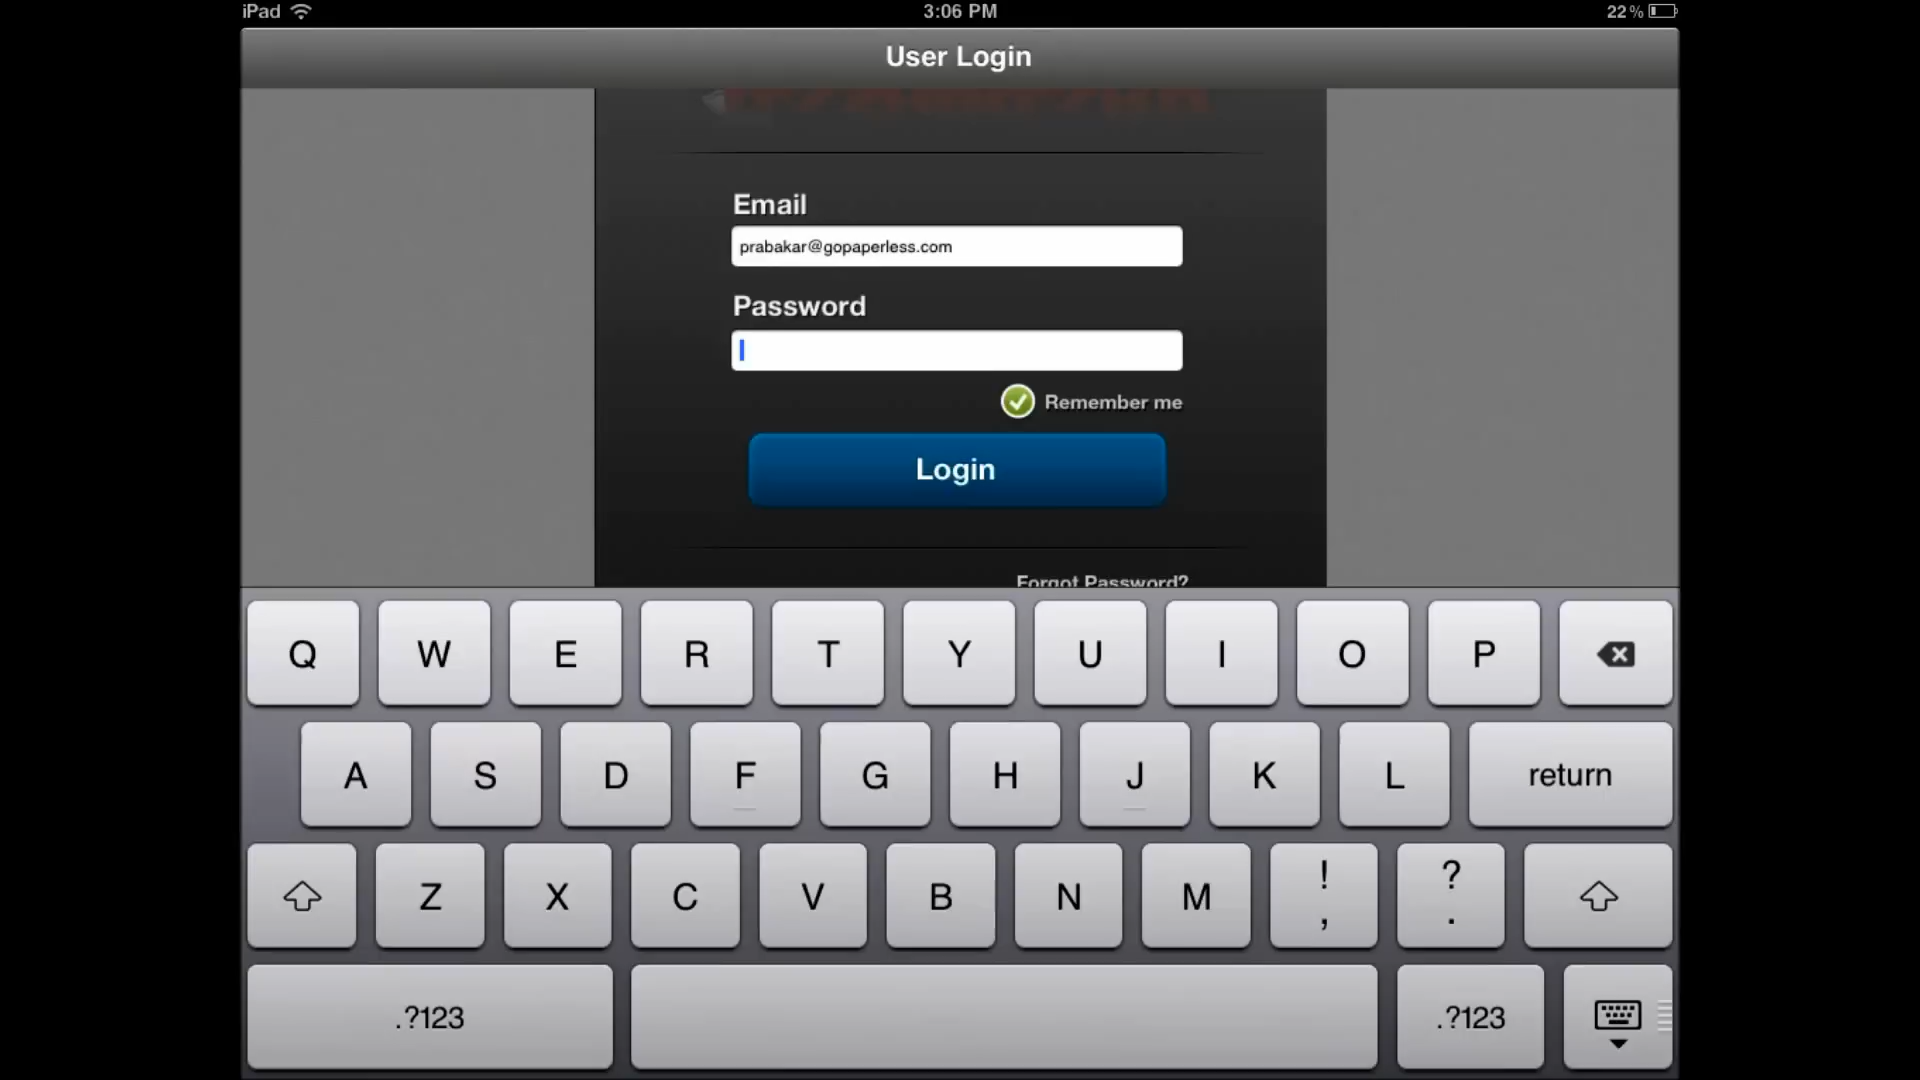 iPad 3:06 PM 22%
User Login
Email
prabakar@gopaperless.com
Password
Remember me
Login
Forgot Password?
Q W E R T Y U I O P
A S D F G H J K L return
Z X C V B N M ! , ? .
.?123 .?123